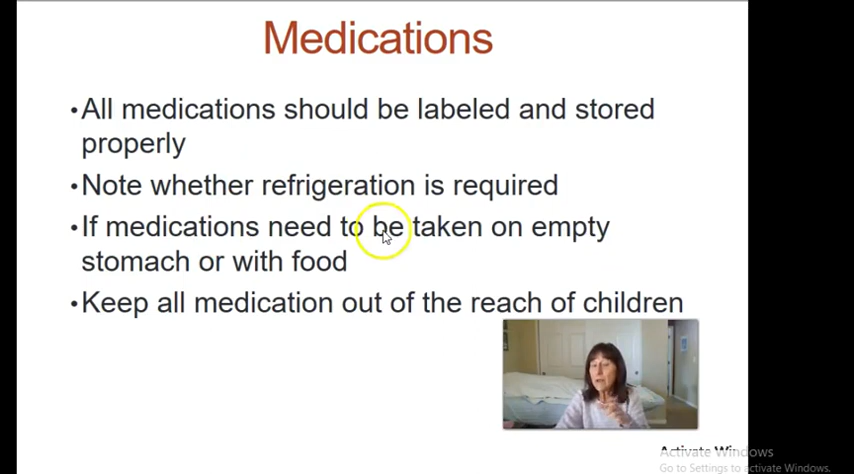 Medications
•All medications should be labeled and stored
properly
•Note whether refrigeration is required
•If medications need to be taken on empty
stomach or with food
•Keep all medication out of the reach of children
Activate Windows
Go to Settings to activate Windows.